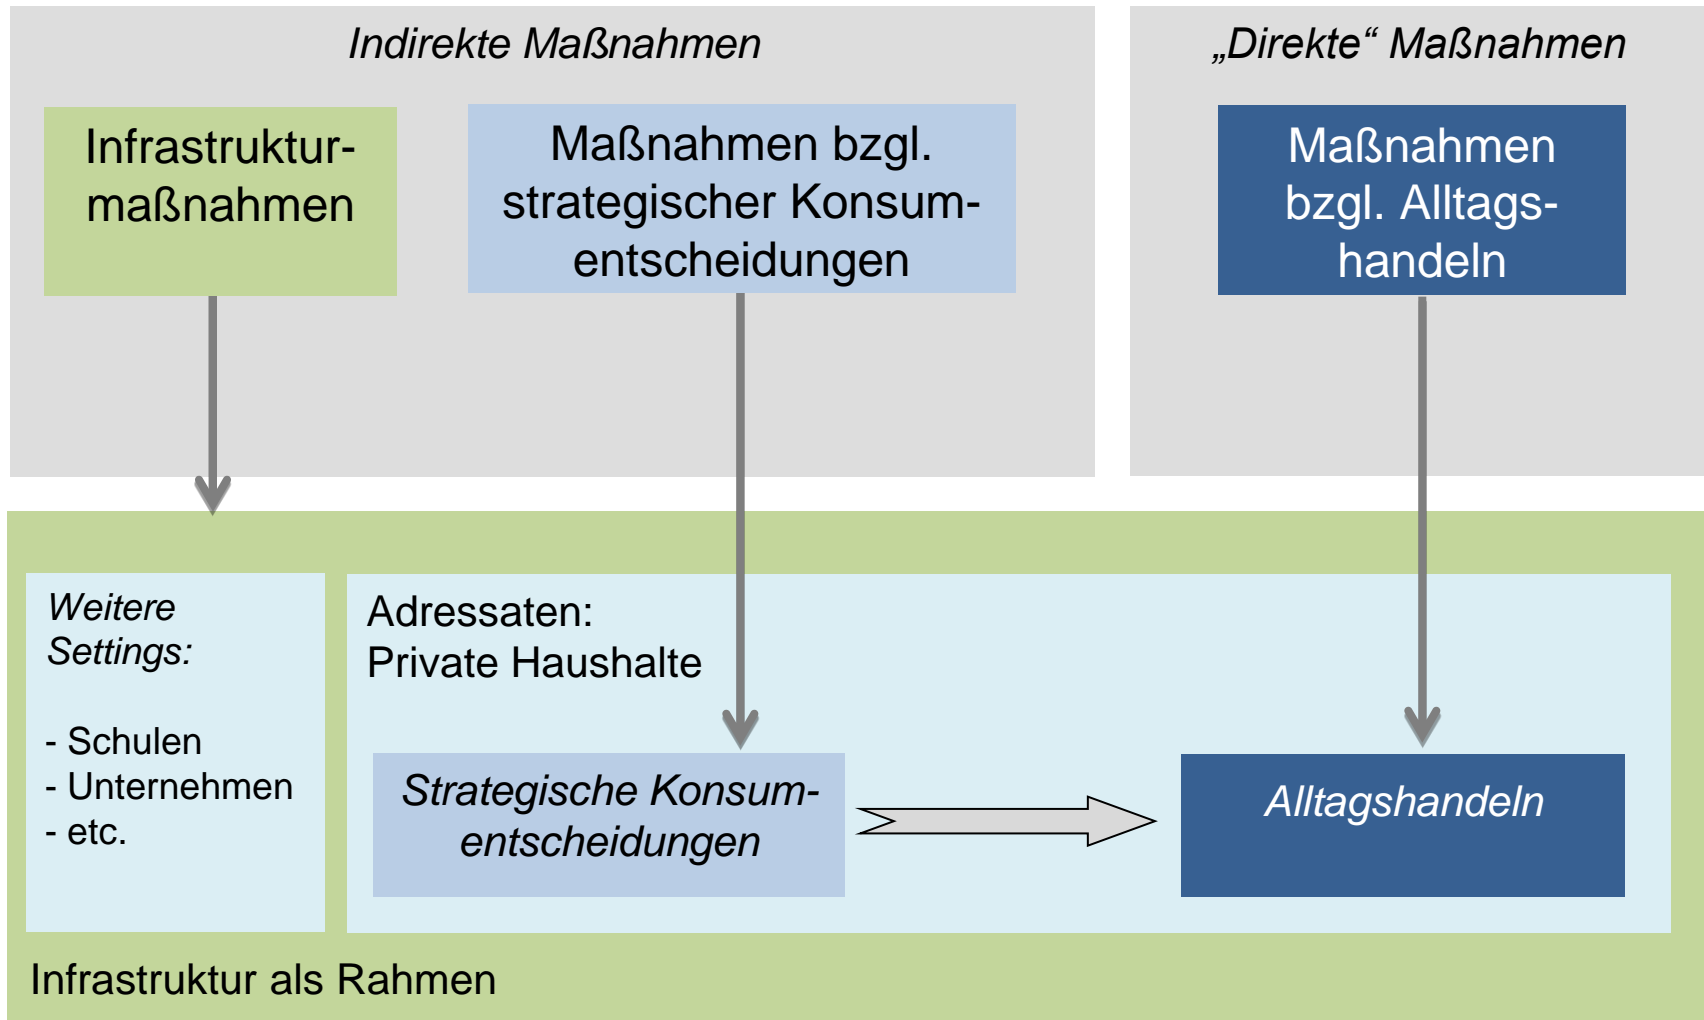 Indirekte Maßnahmen
„Direkte“ Maßnahmen
Infrastruktur-
maßnahmen
Maßnahmen bzgl.
strategischer Konsum-
entscheidungen
Maßnahmen
bzgl. Alltags-
handeln
Weitere
Settings:
- Schulen
- Unternehmen
- etc.
Adressaten:
Private Haushalte
Strategische Konsum-
entscheidungen
Alltagshandeln
Infrastruktur als Rahmen